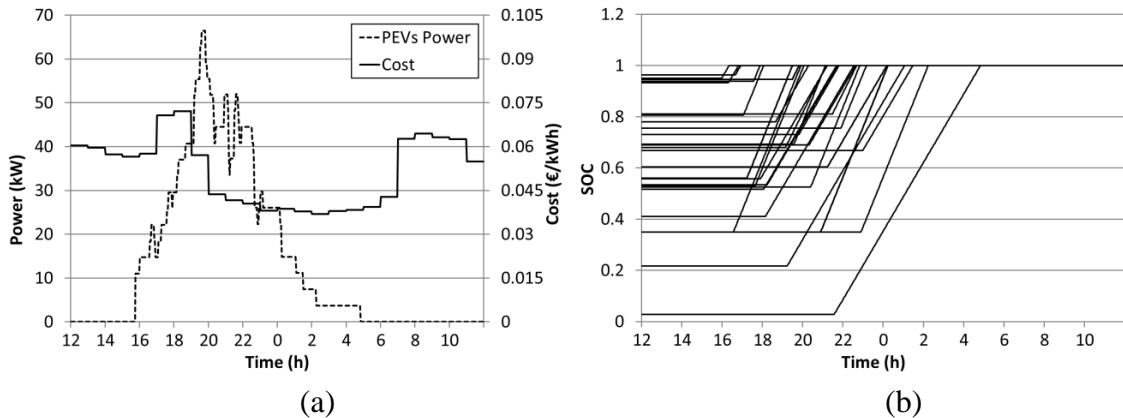 70
60
50
40
30
20
10
0
Power (kW)
0.105
0.09
0.075
0.06
0.045
0.03
0.015
0
Cost (€/kWh)
PEVs Power
Cost
12 14 16 18 20 22 0 2 4 6 8 10
Time (h)
(a)
1.2
1
0.8
0.6
0.4
1.2
0
SOC
12 14 16 18 20 22 0 2 4 6 8 10
Time (h)
(b)